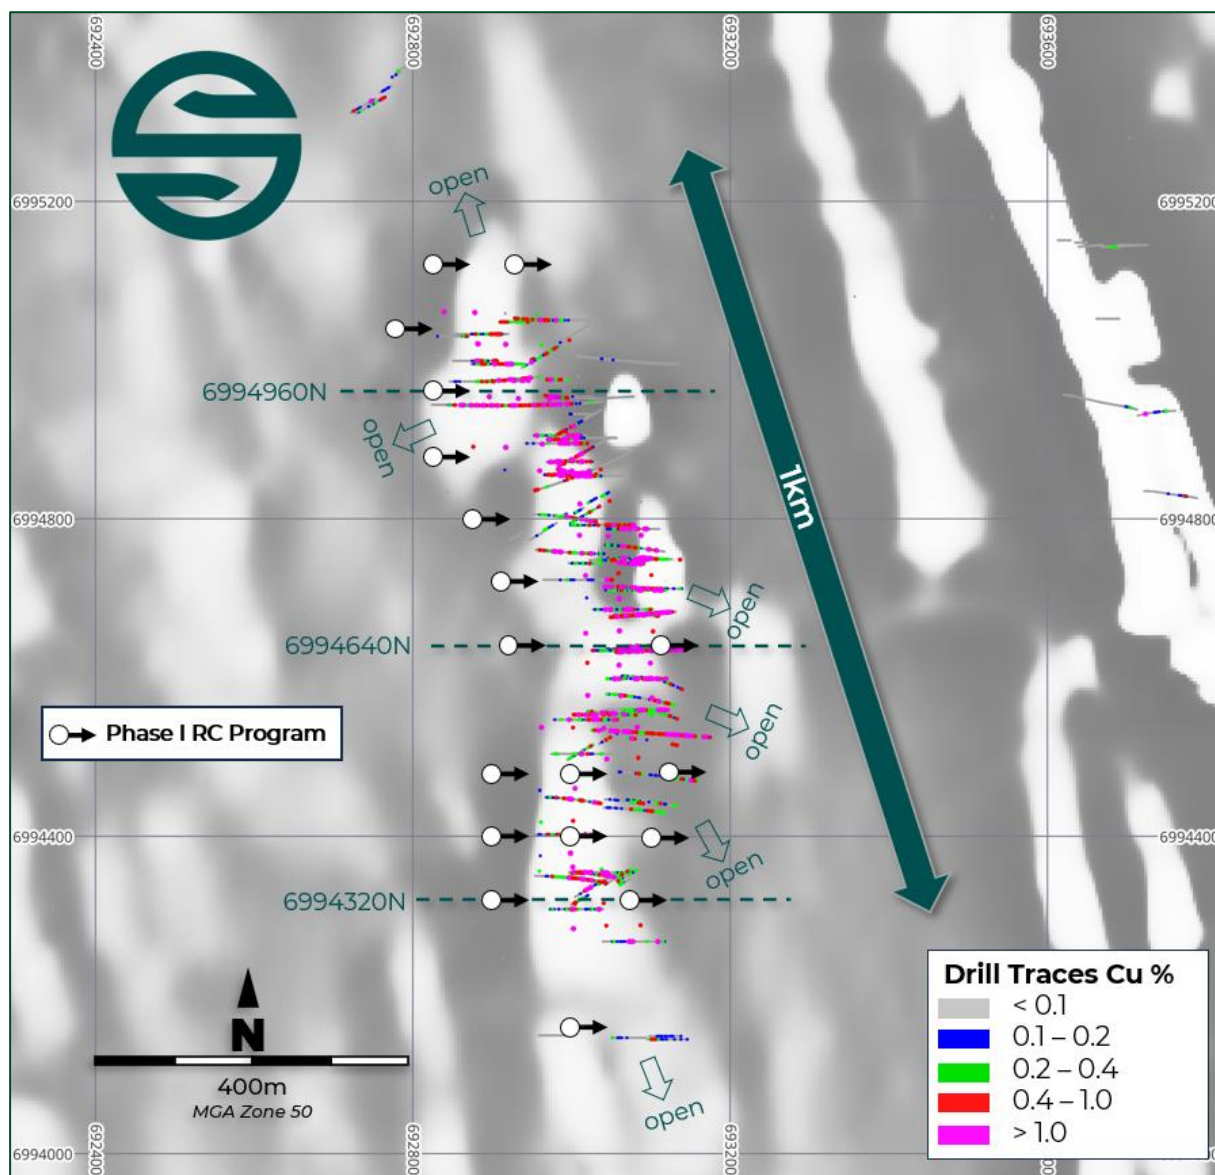 692400
692800
693200
693600
open
6995200
6995200
6994960N
open
1km
6994800
6994800
open
6994640N
open
Phase I RC Program
6994400
6994400
open
6994320N
N
400m
MGA Zone 50
Drill Traces Cu %
< 0.1
0.1 – 0.2
0.2 – 0.4
0.4 – 1.0
> 1.0
open
6994000
692400
692800